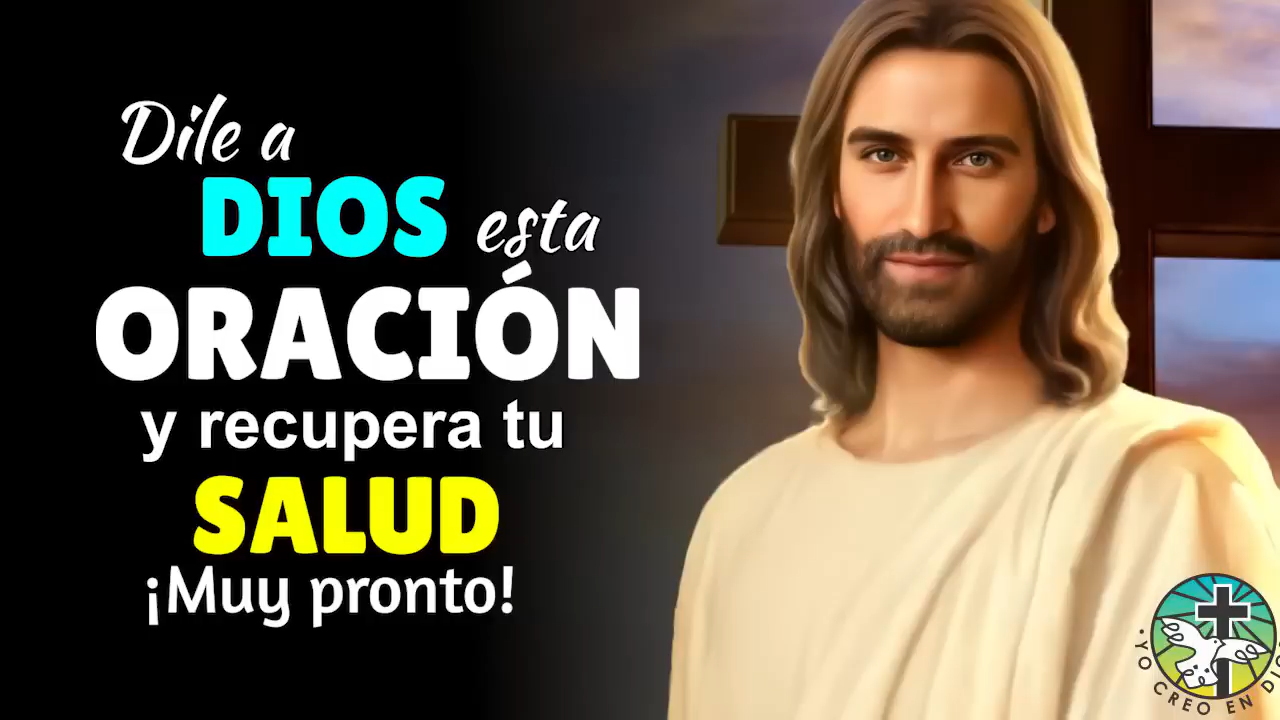 Dile a
DIOS esta
ORACIÓN
y recupera tu
SALUD
¡Muy pronto!
YO CREO EN